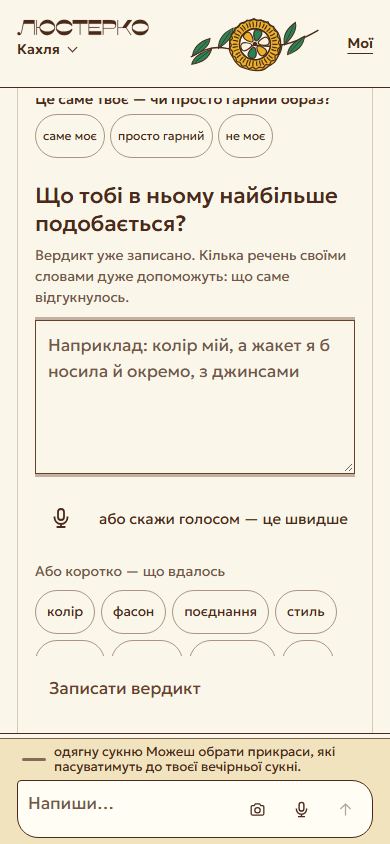 ЛЮСТЕРКО
Кахля
Мої
Це саме твоє — чи просто гарний образ?
саме моє
просто гарний
не моє
Що тобі в ньому найбільше
подобається?
Вердикт уже записано. Кілька речень своїми
словами дуже допоможуть: що саме
відгукнулось.
Наприклад: колір мій, а жакет я б
носила й окремо, з джинсами
або скажи голосом — це швидше
Або коротко — що вдалось
колір
фасон
поєднання
стиль
Записати вердикт
одягну сукню Можеш обрати прикраси, які
пасуватимуть до твоєї вечірньої сукні.
Напиши...